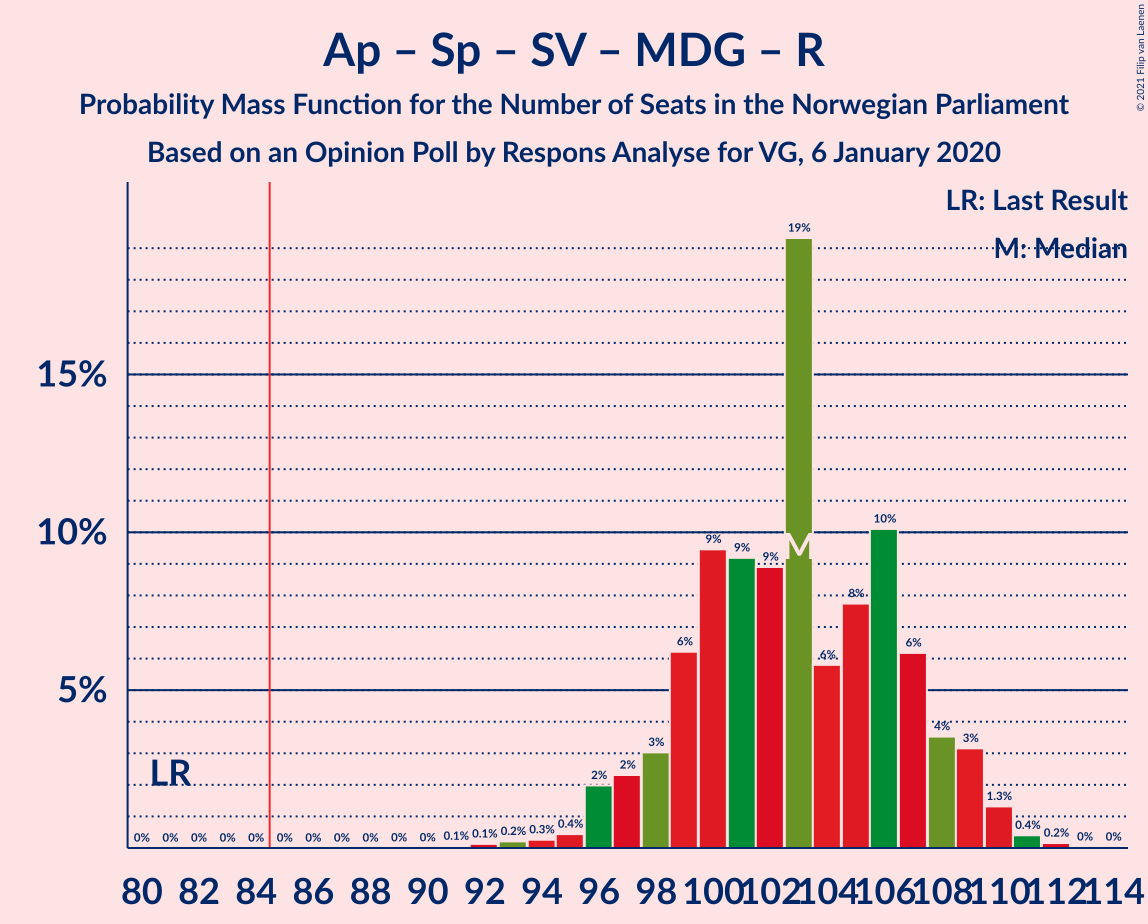 Ap – Sp – SV – MDG – R
Probability Mass Function for the Number of Seats in the Norwegian Parliament
Based on an Opinion Poll by Respons Analyse for VG, 6 January 2020
© 2021 Filip van Laenen
LR: Last Result
M: Median
15%
10%
5%
LR
M
0% 0% 0% 0% 0% 0% 0% 0% 0% 0% 0% 0.1% 0.1% 0.2% 0.3% 0.4% 2% 2% 3% 6% 9% 9% 9% 19% 6% 8% 10% 6% 4% 3% 1.3% 0.4% 0.2% 0% 0%
80 82 84 86 88 90 92 94 96 98 100 102 104 106 108 110 112 114